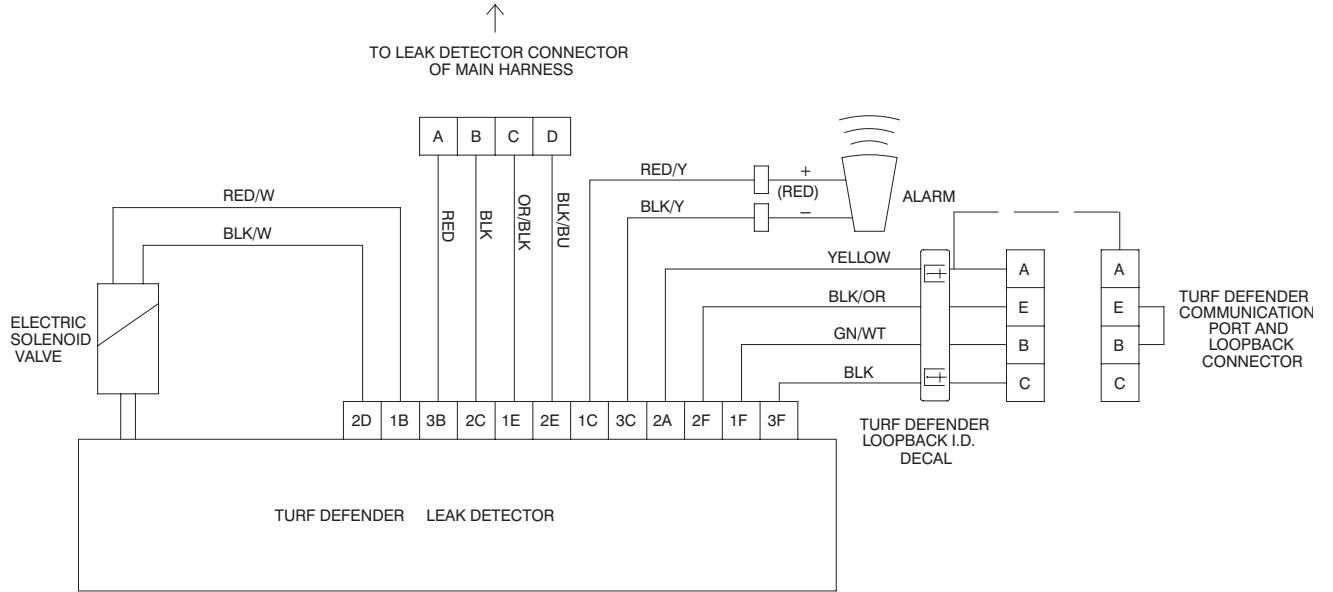 TO LEAK DETECTOR CONNECTOR
OF MAIN HARNESS
A B C D
RED
BLK
OR/BLK
BLK/BU
RED/W
BLK/W
RED/Y
BLK/Y
+
(RED)
–
ALARM
YELLOW
BLK/OR
GN/WT
BLK
A
E
B
C
A
E
B
C
TURF DEFENDER
COMMUNICATION
PORT AND
LOOPBACK
CONNECTOR
ELECTRIC
SOLENOID
VALVE
2D 1B 3B 2C 1E 2E 1C 3C 2A 2F 1F 3F
TURF DEFENDER
LOOPBACK I.D.
DECAL
TURF DEFENDER LEAK DETECTOR